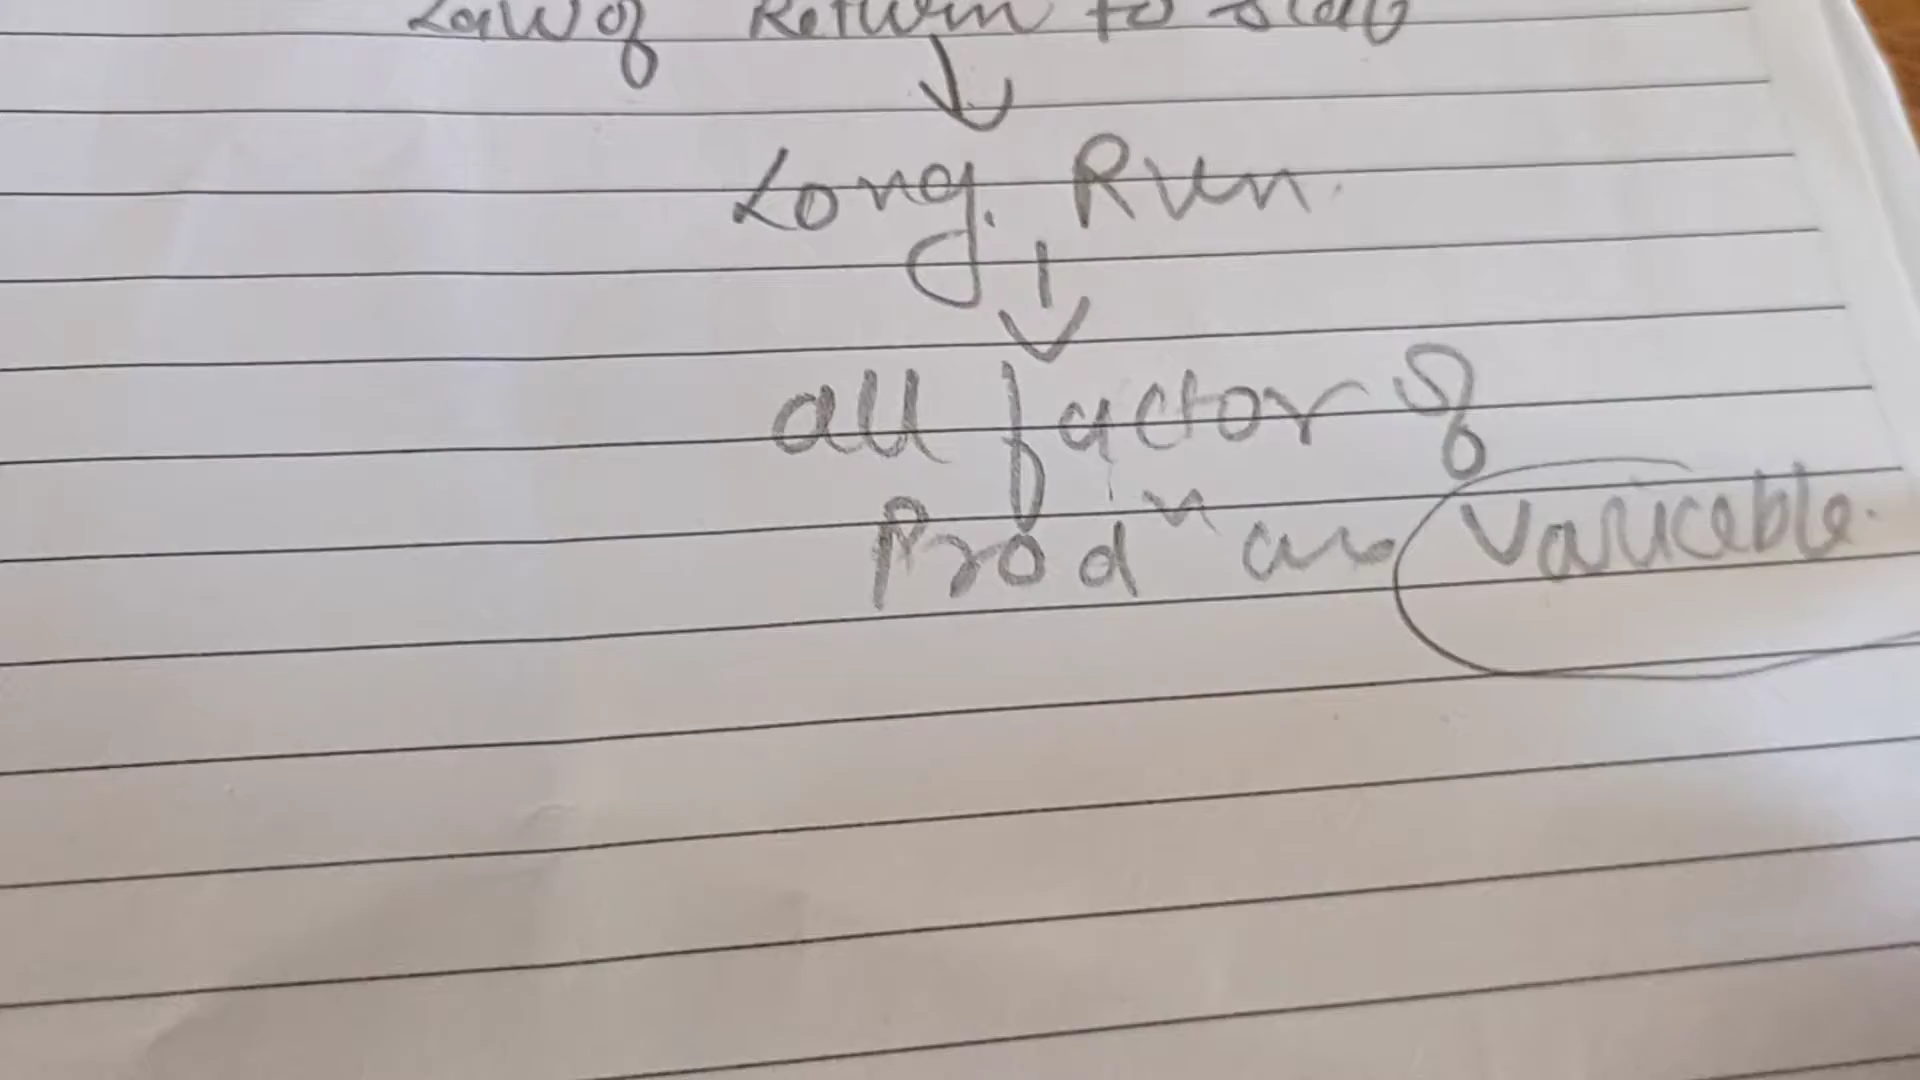 Law of Return to Scale
Long Run.
all factor of
Prodⁿ are Variable.